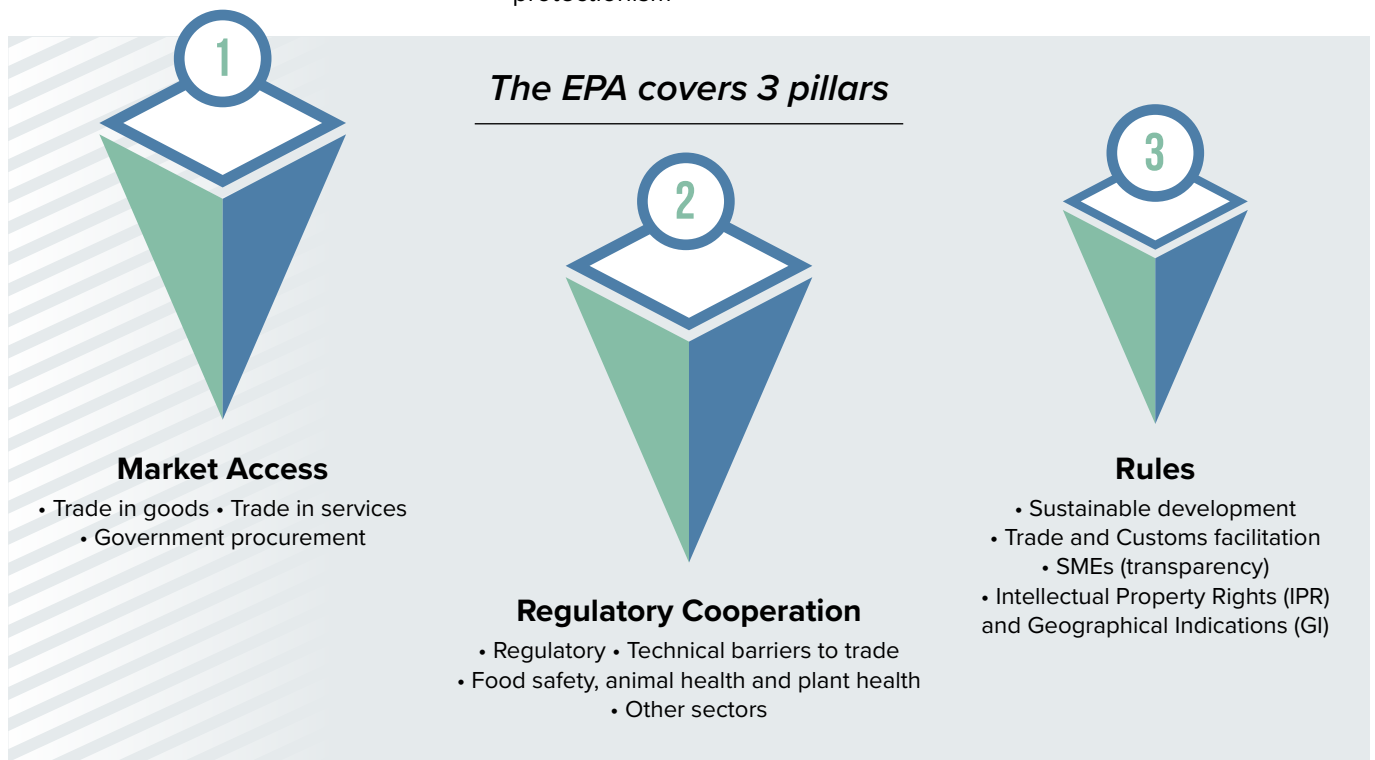 protectionism
The EPA covers 3 pillars
1
Market Access
• Trade in goods • Trade in services
• Government procurement
2
Regulatory Cooperation
• Regulatory • Technical barriers to trade
• Food safety, animal health and plant health
• Other sectors
3
Rules
• Sustainable development
• Trade and Customs facilitation
• SMEs (transparency)
• Intellectual Property Rights (IPR)
and Geographical Indications (GI)